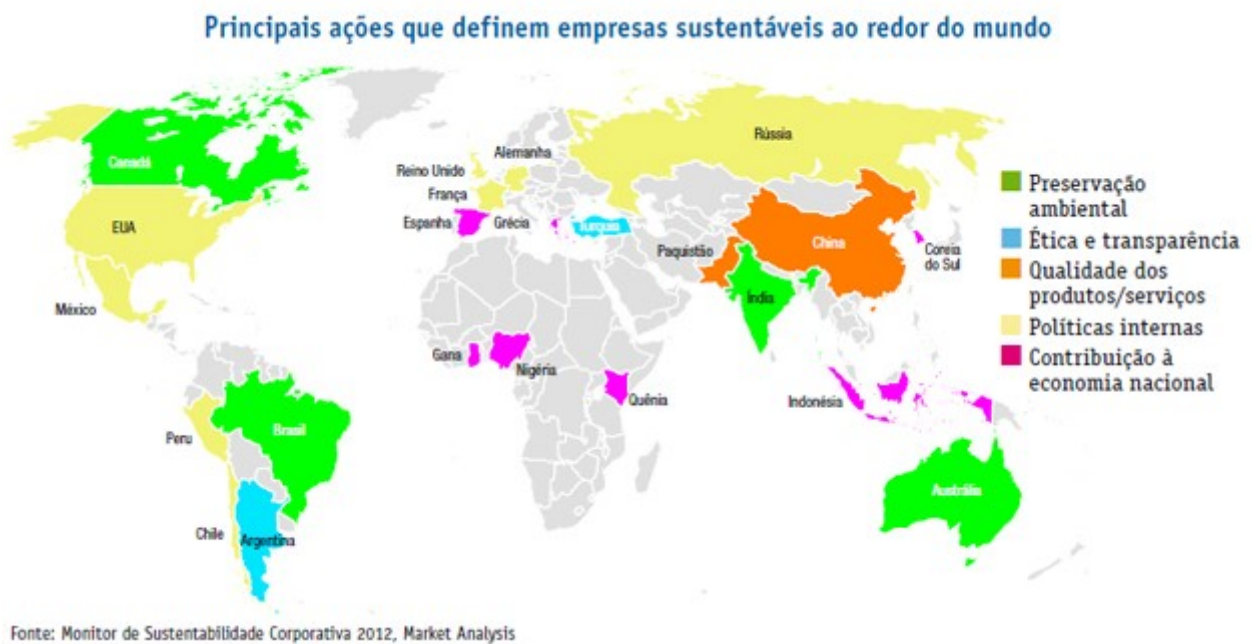 Principais ações que definem empresas sustentáveis ao redor do mundo
Canadá
EUA
México
Peru
Brasil
Chile
Argentina
Reino Unido
Alemanha
França
Espanha
Grécia
Turquia
Rússia
Paquistão
China
Coreia
do Sul
Índia
Gana
Nigéria
Quênia
Indonésia
Austrália
Preservação
ambiental
Ética e transparência
Qualidade dos
produtos/serviços
Políticas internas
Contribuição à
economia nacional
Fonte: Monitor de Sustentabilidade Corporativa 2012, Market Analysis